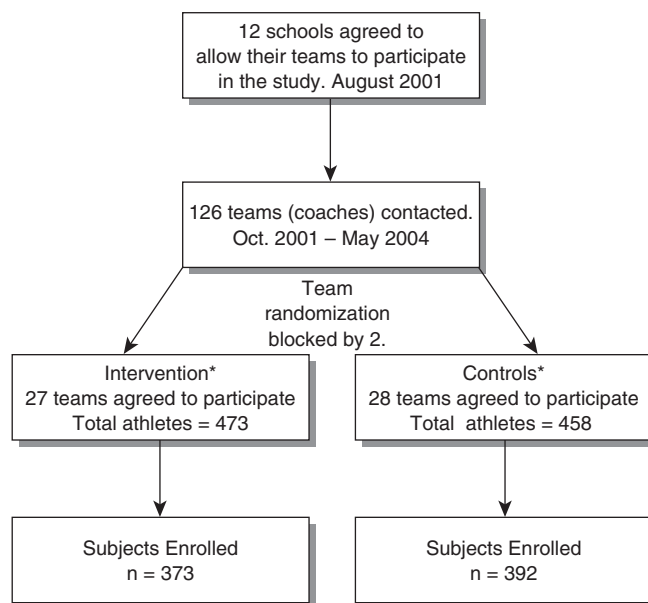 12 schools agreed to
allow their teams to participate
in the study. August 2001
126 teams (coaches) contacted.
Oct. 2001 – May 2004
Team
randomization
blocked by 2.
Intervention*
27 teams agreed to participate
Total athletes = 473
Controls*
28 teams agreed to participate
Total athletes = 458
Subjects Enrolled
n = 373
Subjects Enrolled
n = 392